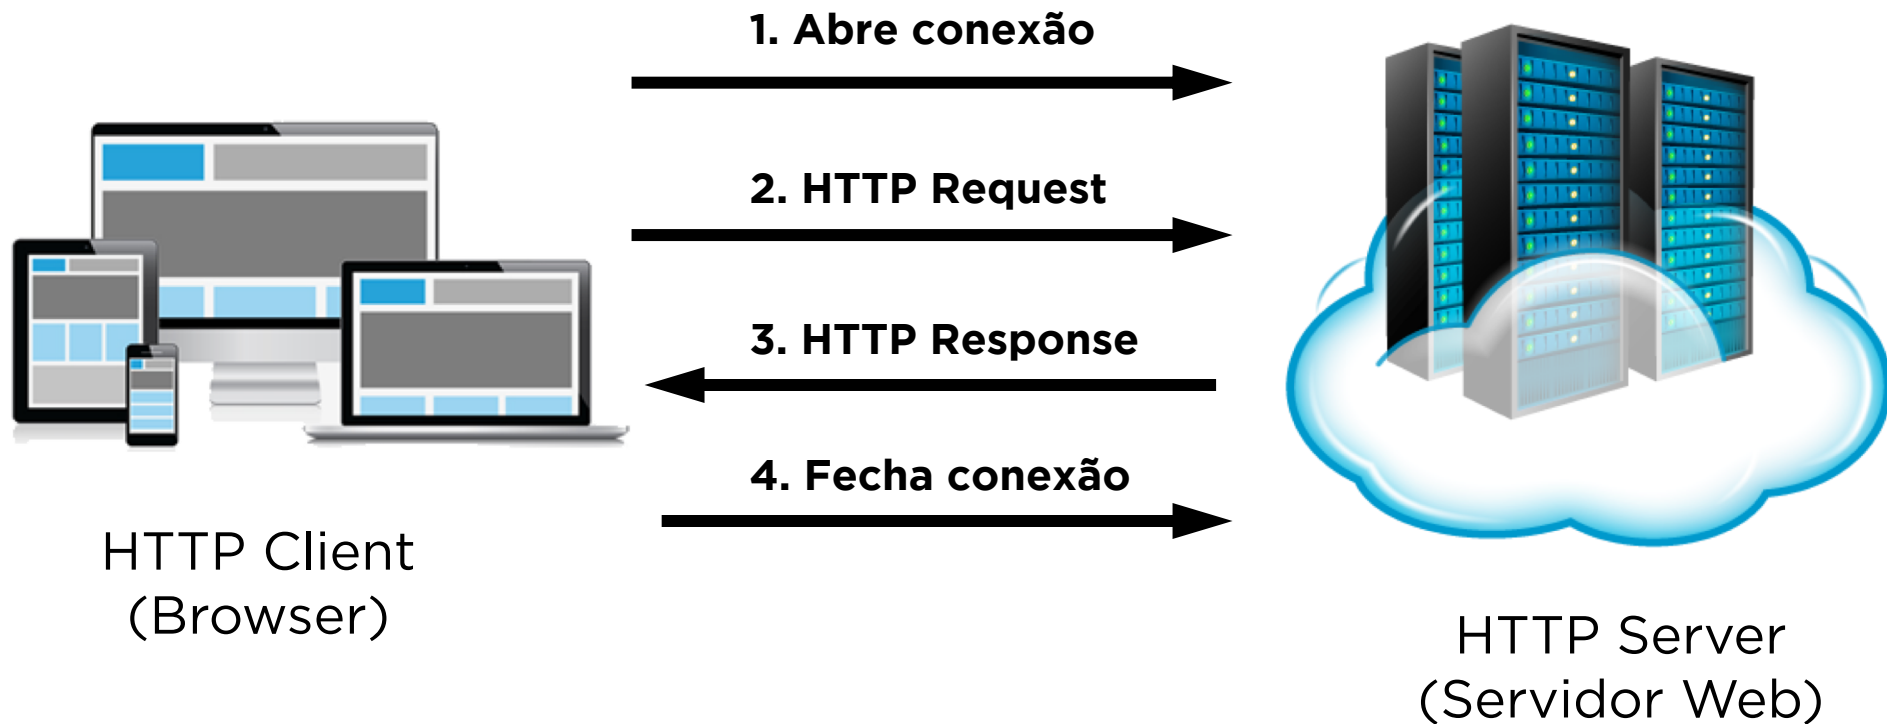 1. Abre conexão
2. HTTP Request
3. HTTP Response
4. Fecha conexão
HTTP Client
(Browser)
HTTP Server
(Servidor Web)